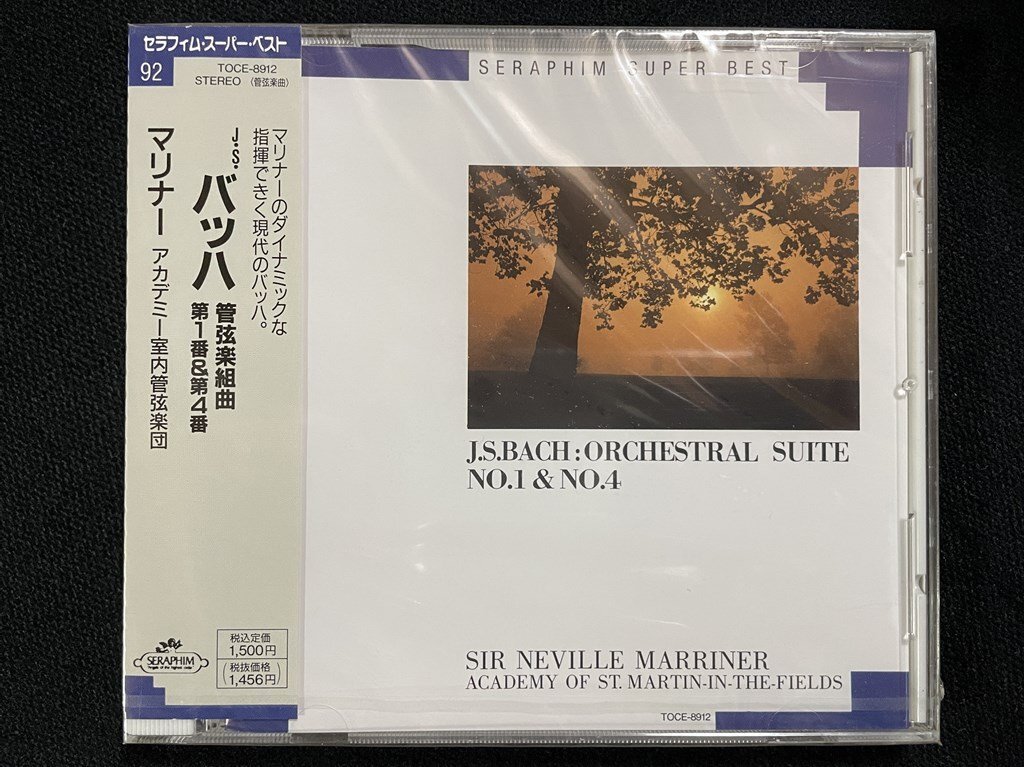 セラフィム・スーパー・ベスト
92
TOCE-8912
STEREO (管弦楽曲)
マリナーのダイナミックな
指揮できく現代のバッハ。
J.S.バッハ
管弦楽組曲
第1番&第4番
マリナー アカデミー室内管弦楽団
SERAPHIM
税込定価
1,500円
(税抜価格
1,456円)
SERAPHIM SUPER BEST
J.S.BACH:ORCHESTRAL SUITE
NO.1 & NO.4
SIR NEVILLE MARRINER
ACADEMY OF ST. MARTIN-IN-THE-FIELDS
TOCE-8912